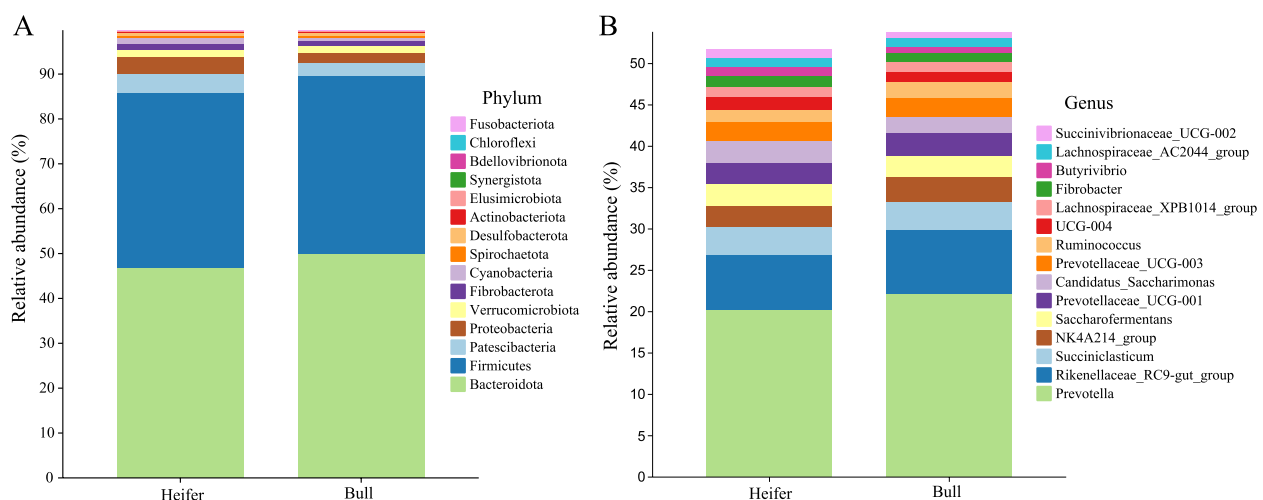 A
Relative abundance (%)
90
80
70
60
50
40
30
20
10
0
Heifer
Bull
Phylum
Fusobacteriota
Chloroflexi
Bdellovibrionota
Synergistota
Elusimicrobiota
Actinobacteriota
Desulfobacterota
Spirochaetota
Cyanobacteria
Fibrobacterota
Verrucomicrobiota
Proteobacteria
Patescibacteria
Firmicutes
Bacteroidota
B
Relative abundance (%)
50
45
40
35
30
25
20
15
10
5
0
Heifer
Bull
Genus
Succinivibrionaceae_UCG-002
Lachnospiraceae_AC2044_group
Butyrivibrio
Fibrobacter
Lachnospiraceae_XPB1014_group
UCG-004
Ruminococcus
Prevotellaceae_UCG-003
Candidatus_Saccharimonas
Prevotellaceae_UCG-001
Saccharofermentans
NK4A214_group
Succiniclasticum
Rikenellaceae_RC9-gut_group
Prevotella